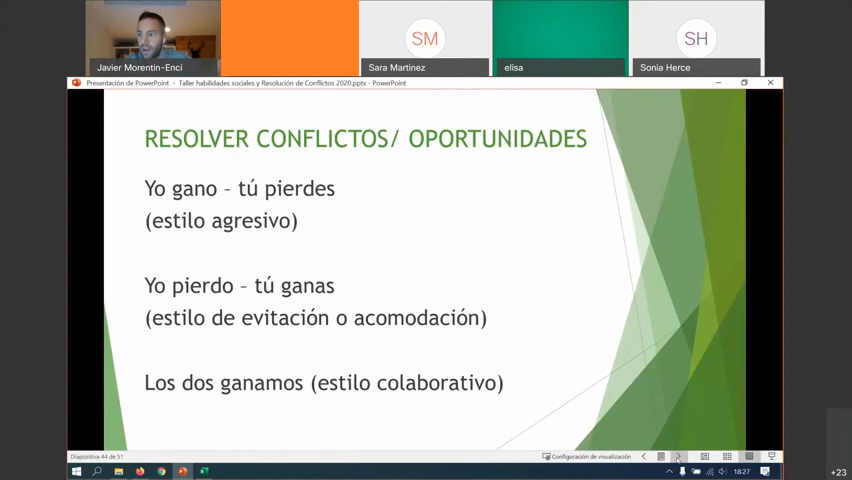 SM
SH
Javier Morentin-Enci
Sara Martinez
elisa
Sonia Herce
Presentación de PowerPoint - Taller habilidades sociales y Resolución de Conflictos 2020.pptx - PowerPoint
RESOLVER CONFLICTOS/ OPORTUNIDADES
Yo gano – tú pierdes
(estilo agresivo)
Yo pierdo – tú ganas
(estilo de evitación o acomodación)
Los dos ganamos (estilo colaborativo)
Diapositiva 44 de 51
Configuración de visualización
18:27
+23